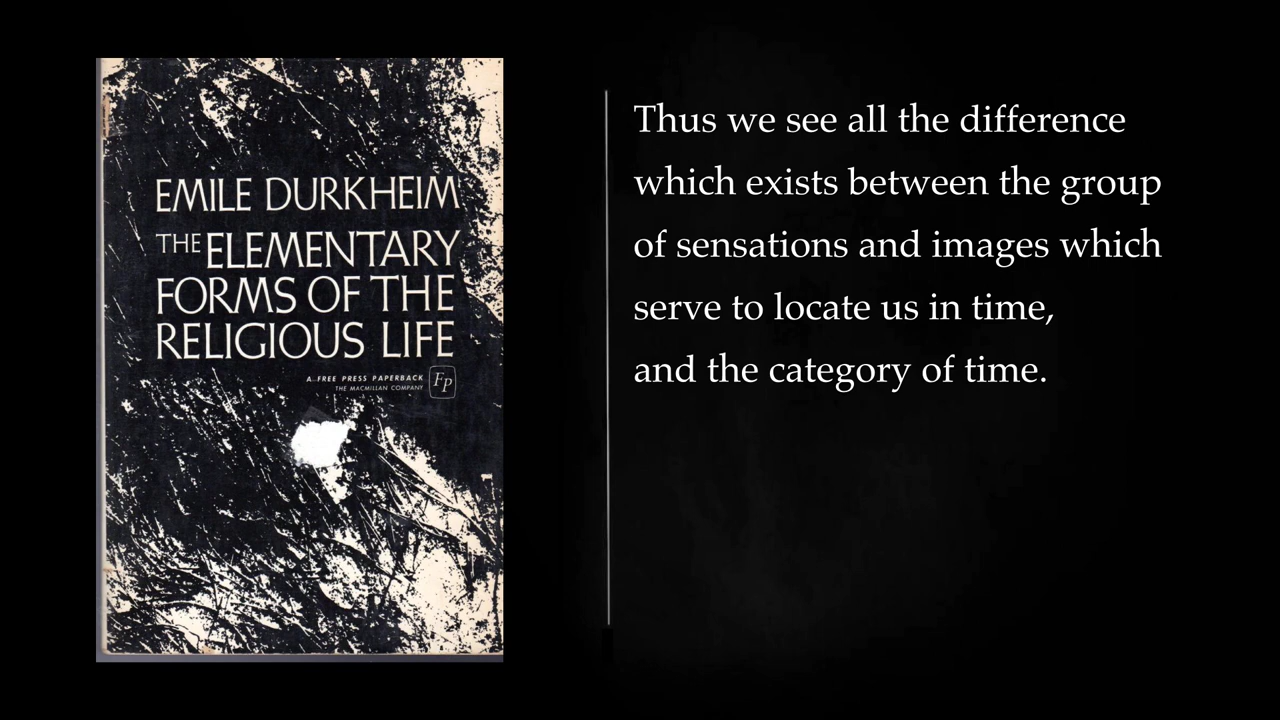 EMILE DURKHEIM
THE ELEMENTARY
FORMS OF THE
RELIGIOUS LIFE
A FREE PRESS PAPERBACK
THE MACMILLAN COMPANY
FP
Thus we see all the difference
which exists between the group
of sensations and images which
serve to locate us in time,
and the category of time.